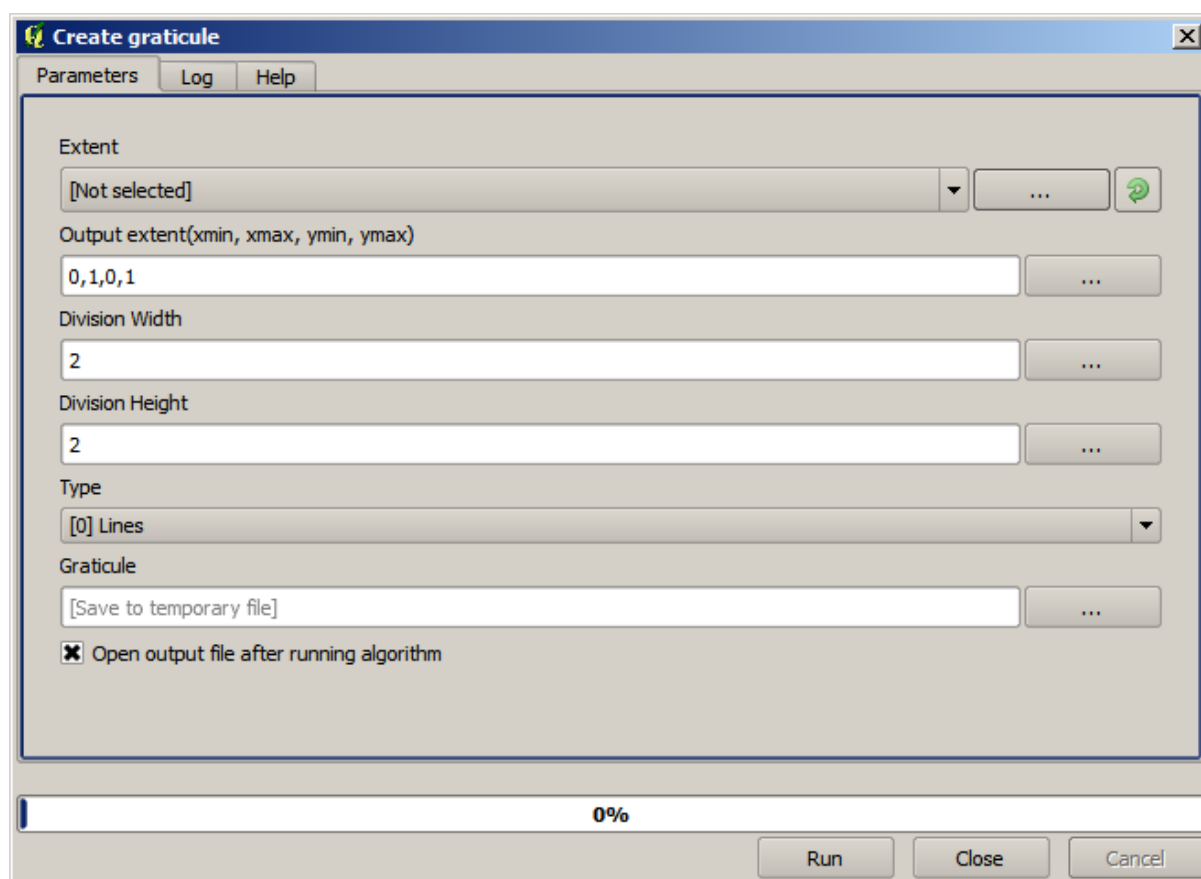 Create graticule
Parameters Log Help
Extent
[Not selected] ...
Output extent(xmin, xmax, ymin, ymax)
0,1,0,1 ...
Division Width
2 ...
Division Height
2 ...
Type
[0] Lines
Graticule
[Save to temporary file] ...
Open output file after running algorithm
0%
Run Close Cancel